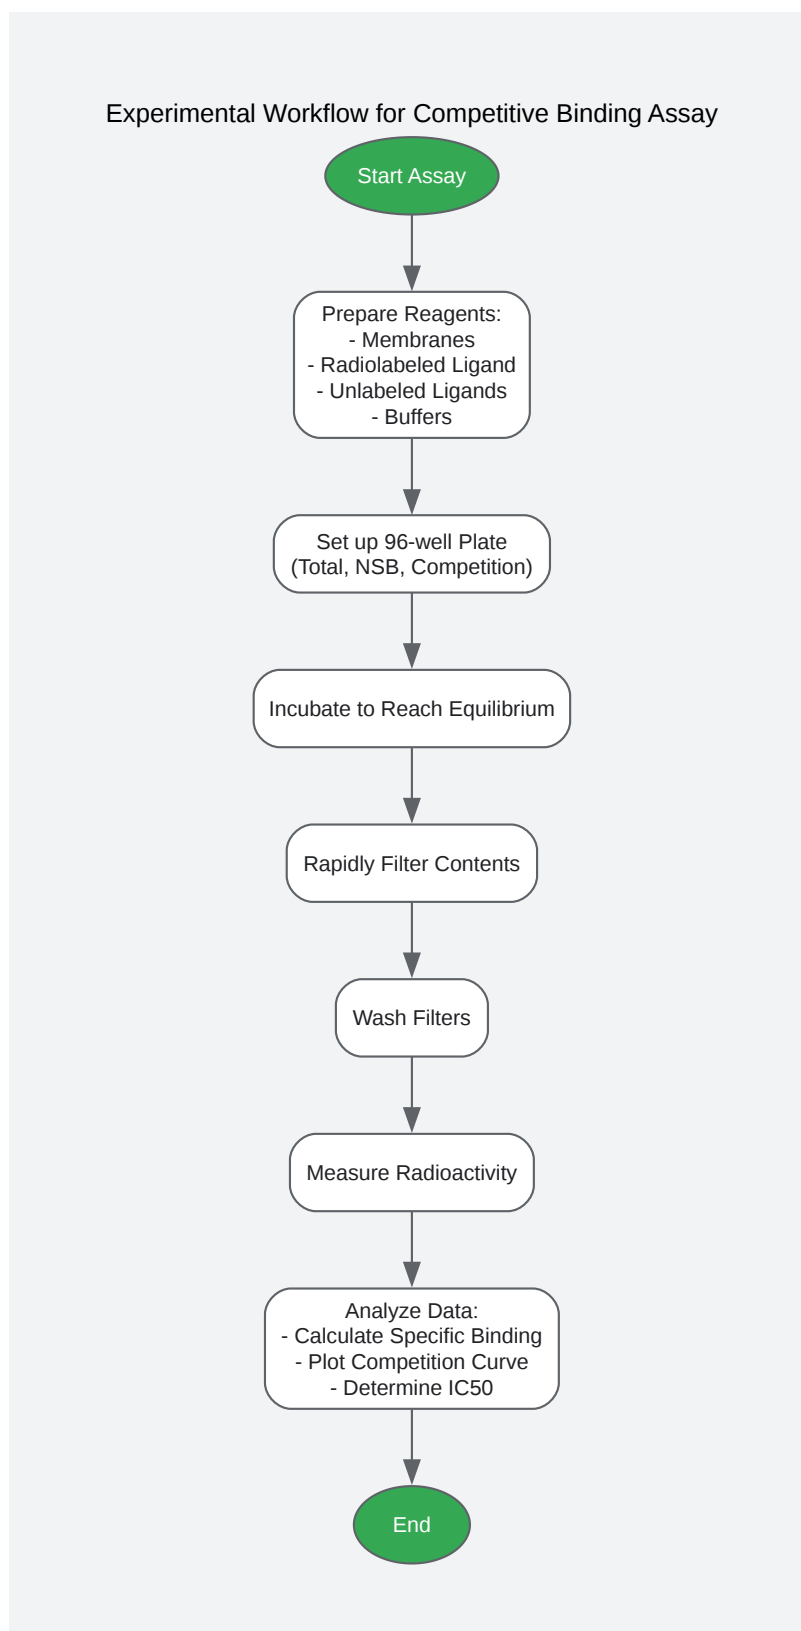 Experimental Workflow for Competitive Binding Assay
Start Assay
Prepare Reagents:
- Membranes
- Radiolabeled Ligand
- Unlabeled Ligands
- Buffers
Set up 96-well Plate
(Total, NSB, Competition)
Incubate to Reach Equilibrium
Rapidly Filter Contents
Wash Filters
Measure Radioactivity
Analyze Data:
- Calculate Specific Binding
- Plot Competition Curve
- Determine IC50
End